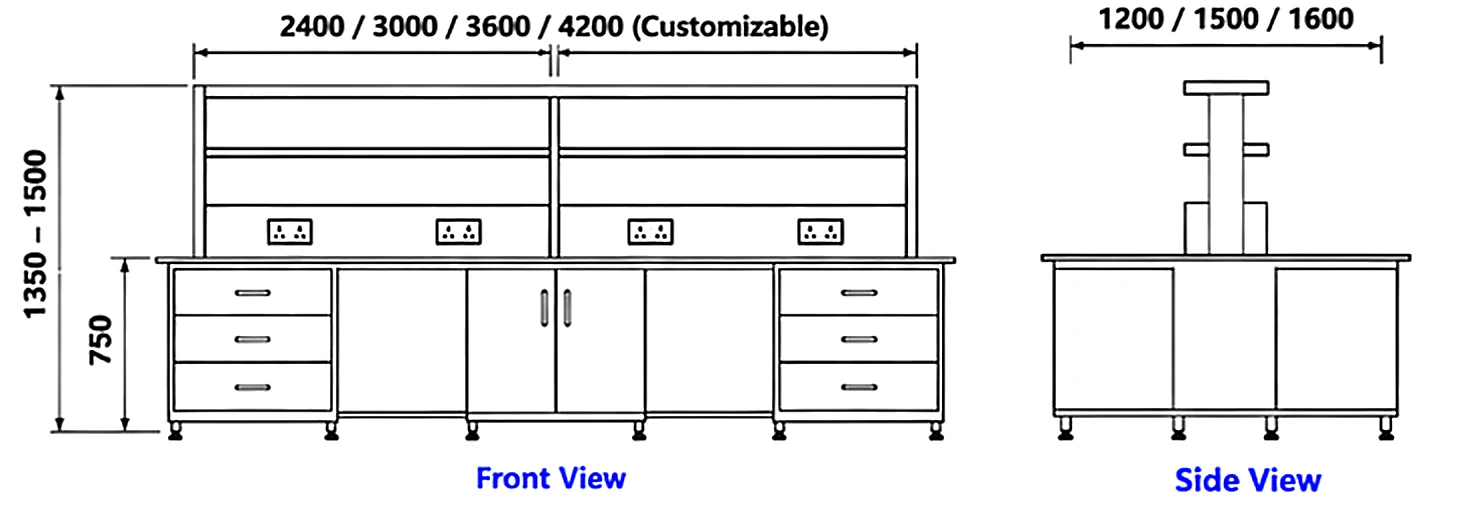 2400 / 3000 / 3600 / 4200 (Customizable)
1200 / 1500 / 1600
1350 – 1500
750
Front View
Side View